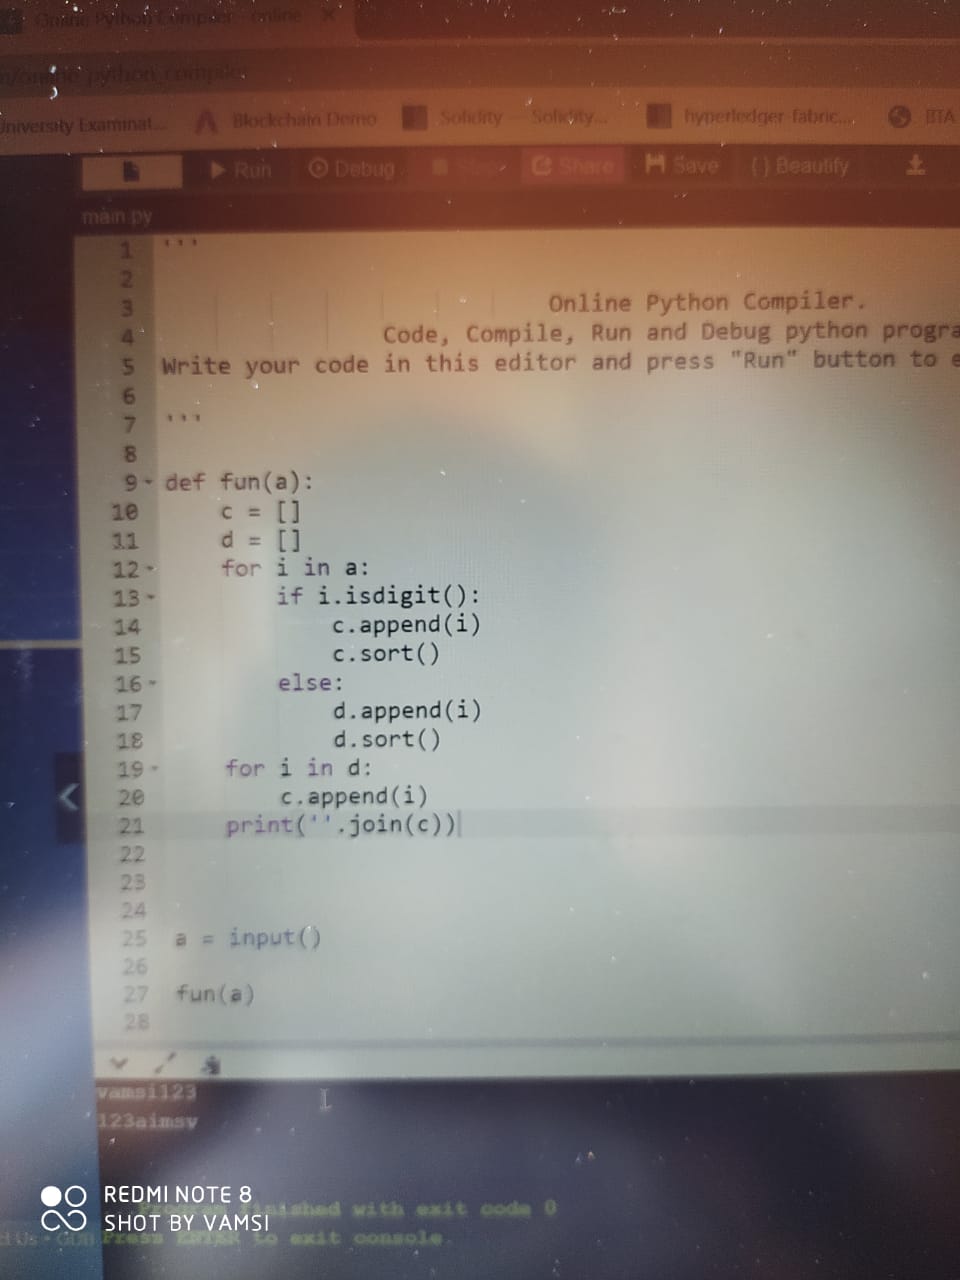 Online Python Compiler - online
online python compiler
University Examinat...
Blockchain Demo
Solidity — Solidity...
hyperledger-fabric...
Run
Debug
Share
Save
{ } Beautify
main.py
1 '''
2
3 Online Python Compiler.
4 Code, Compile, Run and Debug python progra
5 Write your code in this editor and press "Run" button to e
6
7 '''
8
9 def fun(a):
10 c = []
11 d = []
12 for i in a:
13 if i.isdigit():
14 c.append(i)
15 c.sort()
16 else:
17 d.append(i)
18 d.sort()
19 for i in d:
20 c.append(i)
21 print(''.join(c))
22
23
24
25 a = input()
26
27 fun(a)
28
vamsi123
123aimsv
REDMI NOTE 8
Program finished with exit code 0
SHOT BY VAMSI
Press ENTER to exit console.